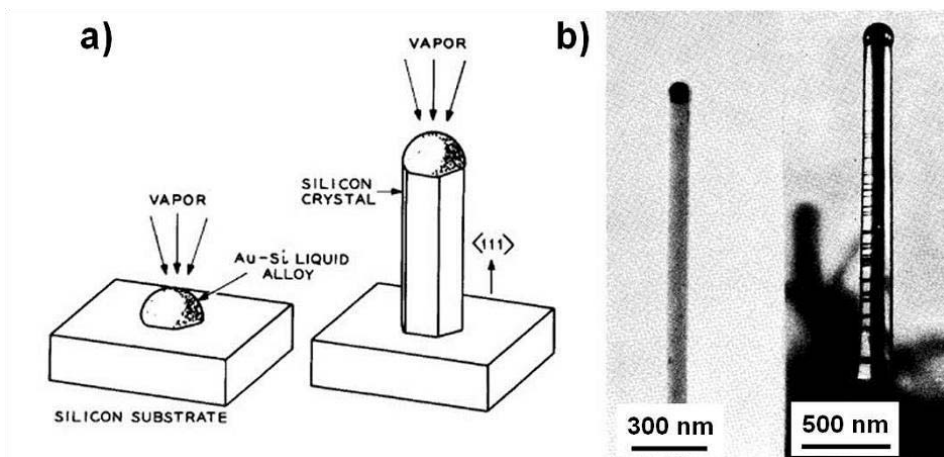 a)
VAPOR
Au-Si LIQUID
ALLOY
SILICON SUBSTRATE
VAPOR
SILICON
CRYSTAL
⟨111⟩
b)
300 nm
500 nm